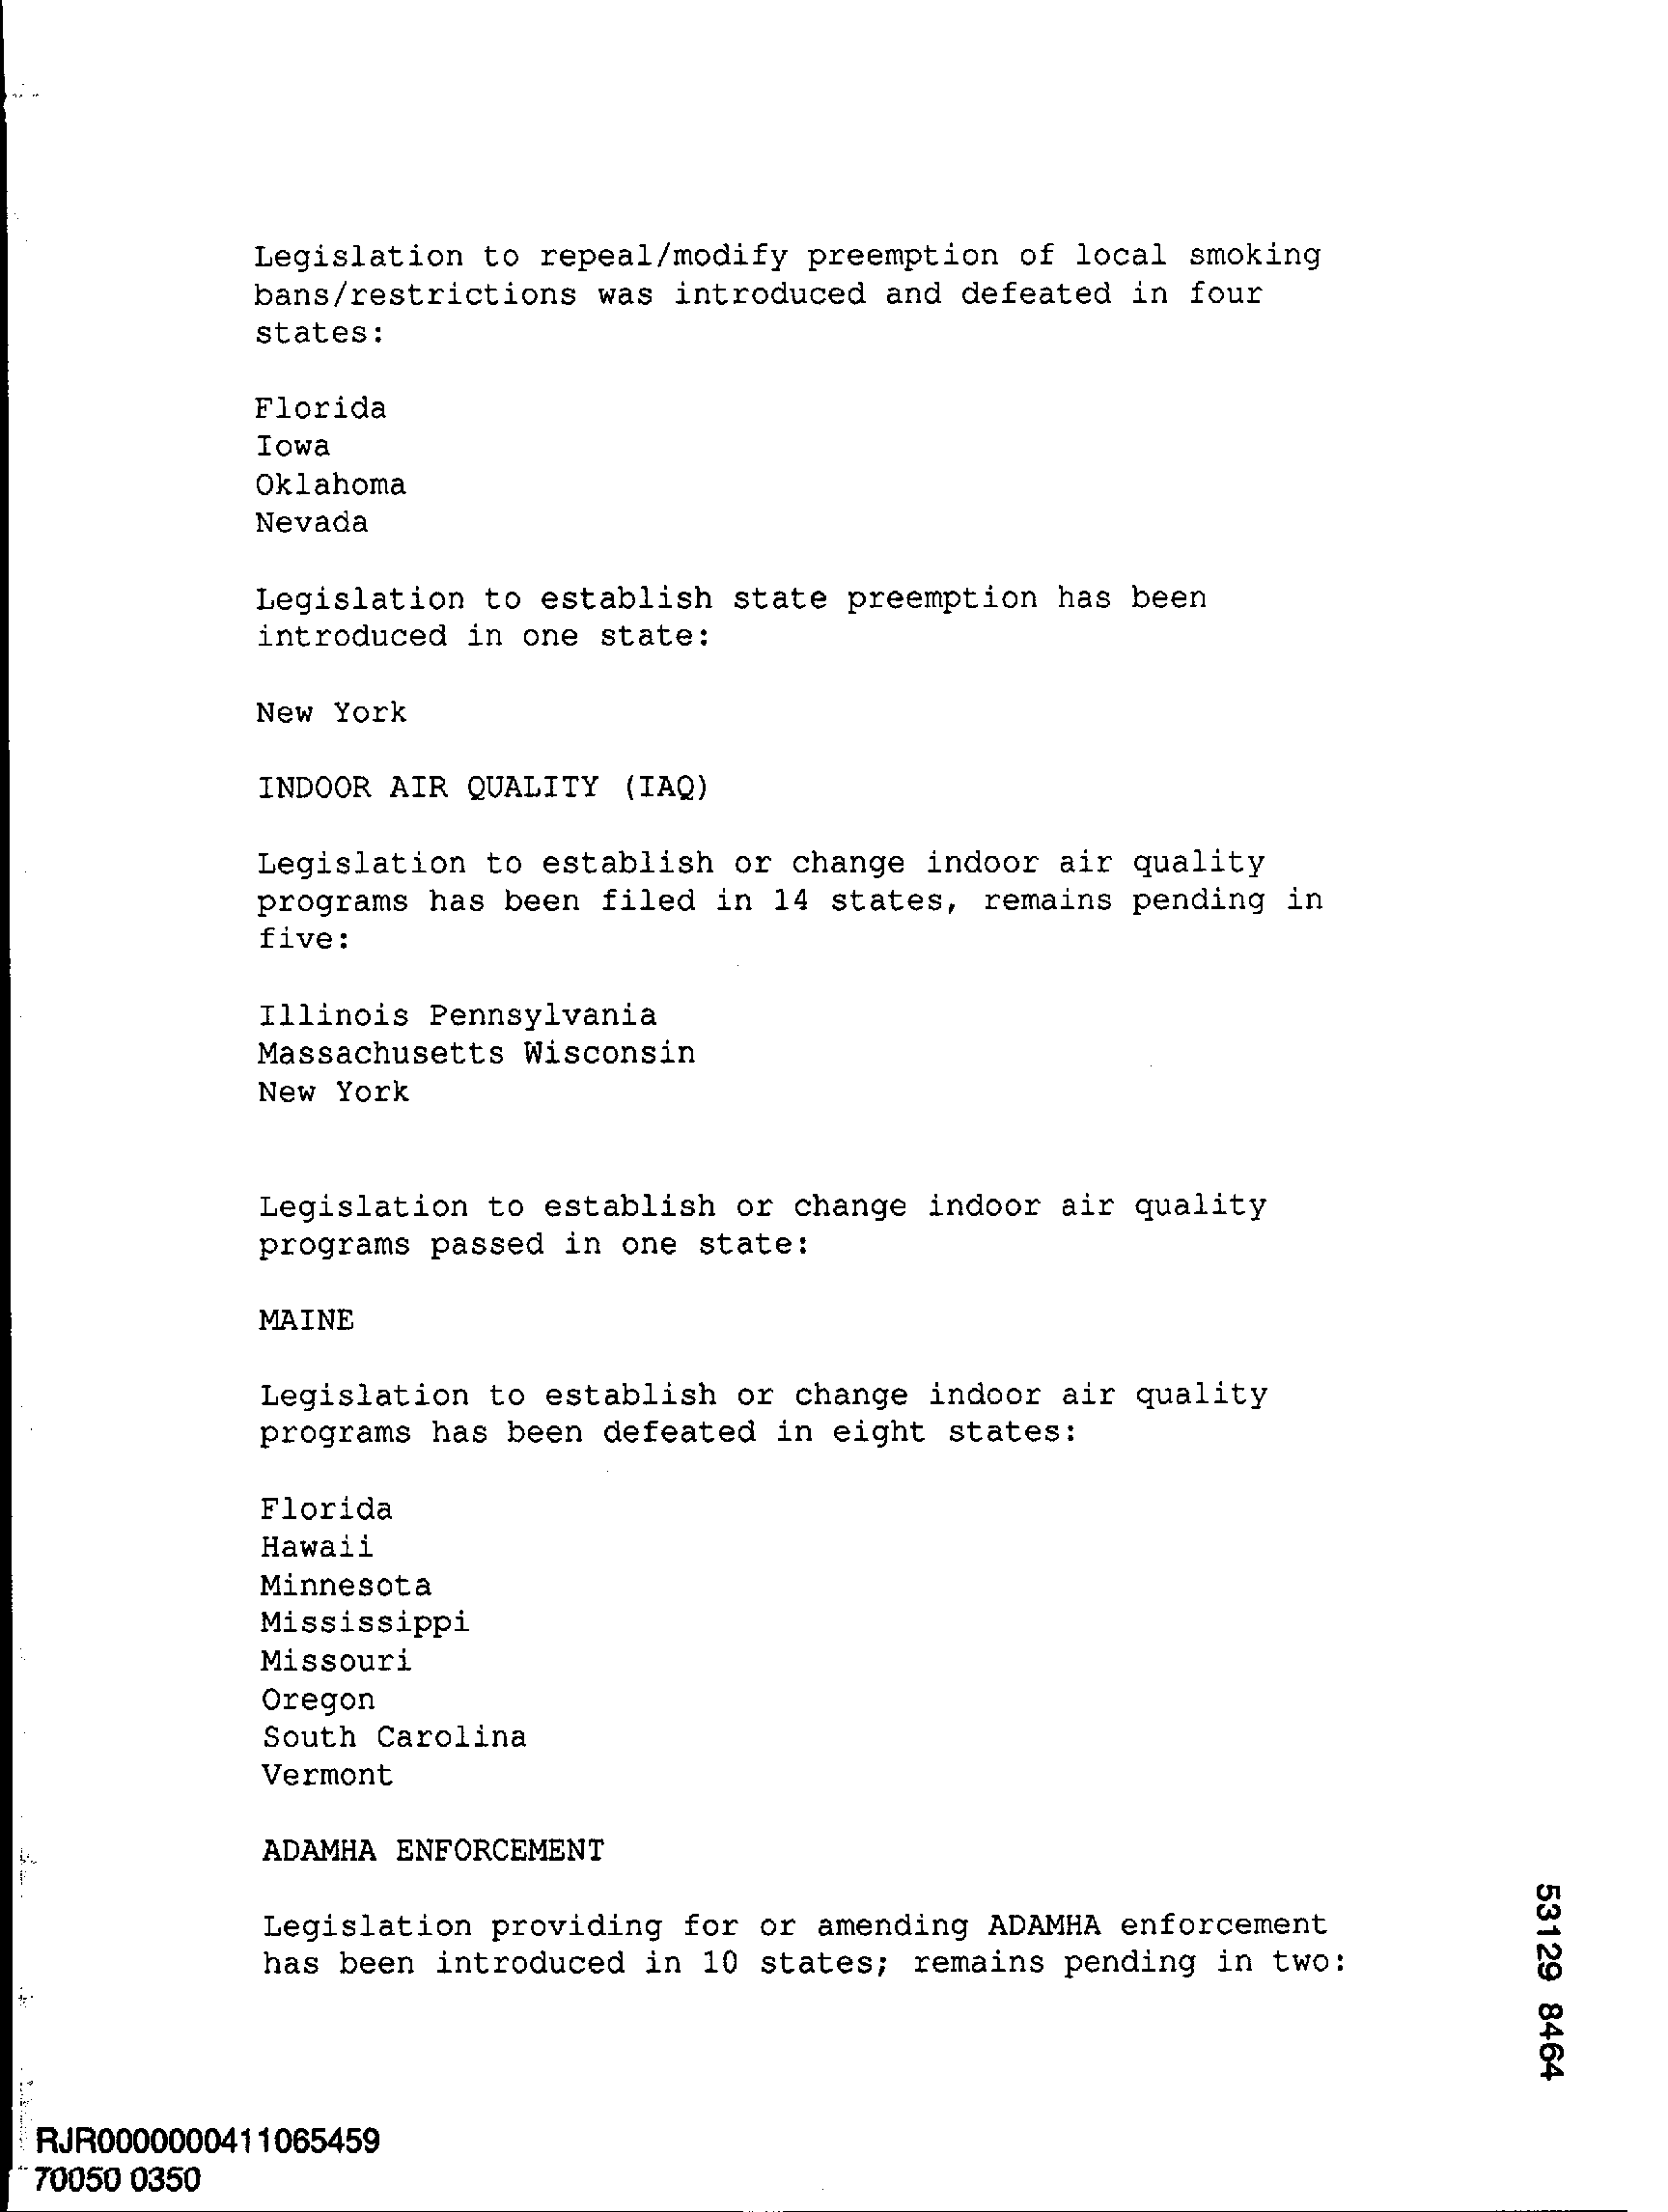 Legislation to repeal/modify preemption of local smoking
bans/restrictions was introduced and defeated in four
states:
Florida
Iowa
Oklahoma
Nevada
Legislation to establish state preemption has been
introduced in one state:
New York
INDOOR AIR QUALITY (IAQ)
Legislation to establish or change indoor air quality
programs has been filed in 14 states, remains pending in
five:
Illinois Pennsylvania
Massachusetts Wisconsin
New York
Legislation to establish or change indoor air quality
programs passed in one state:
MAINE
Legislation to establish or change indoor air quality
programs has been defeated in eight states:
Florida
Hawaii
Minnesota
Mississippi
Missouri
Oregon
South Carolina
Vermont
ADAMHA ENFORCEMENT
Legislation providing for or amending ADAMHA enforcement
has been introduced in 10 states; remains pending in two:
53129 8464
RJR0000000411065459
70050 0350